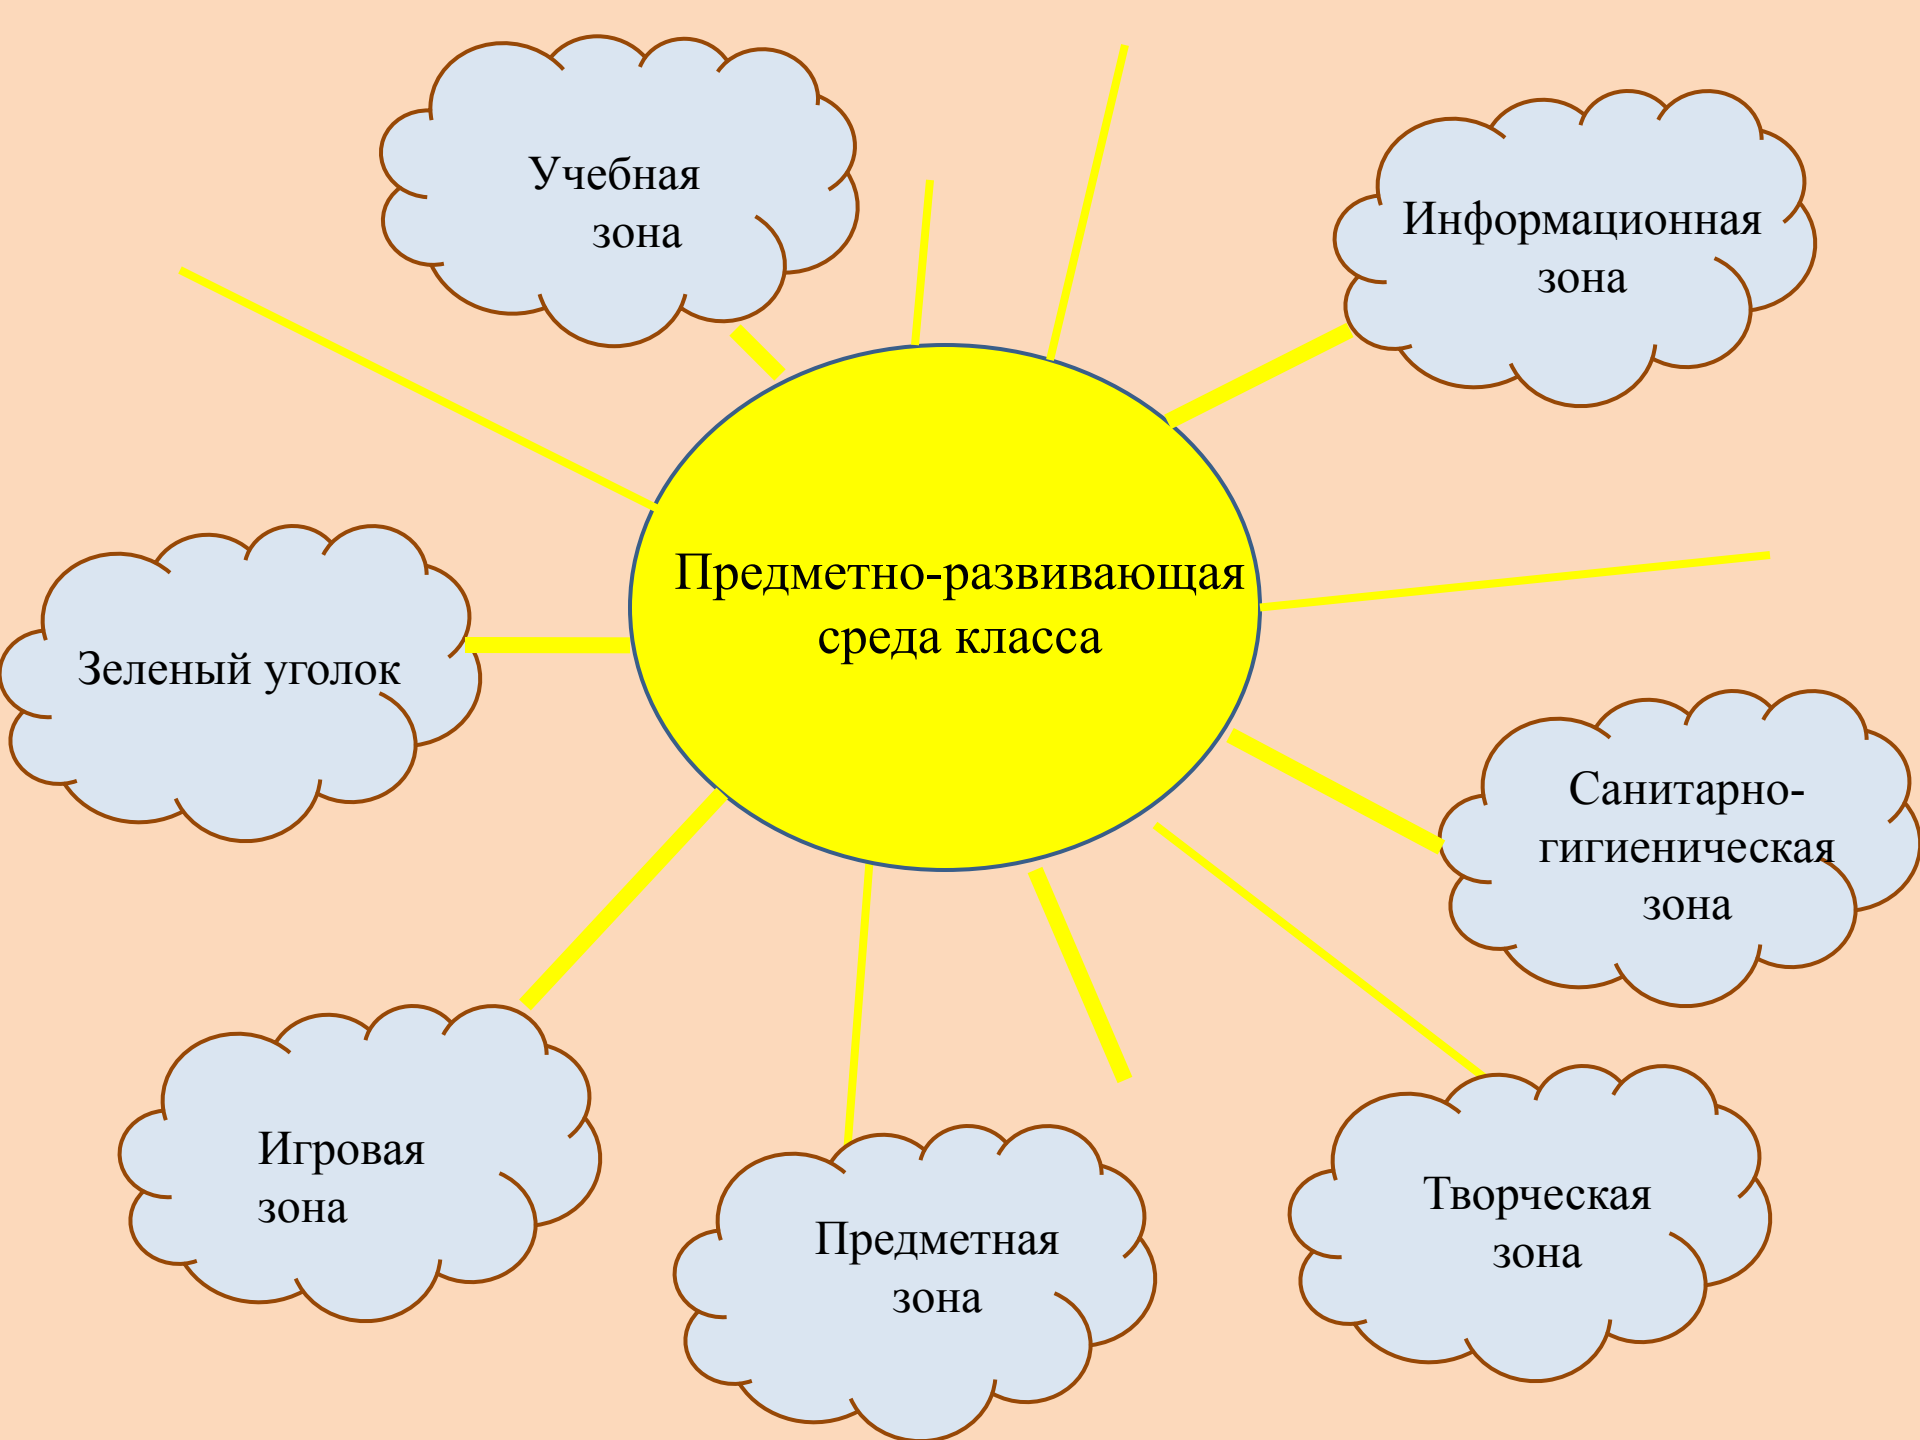 Учебная
зона
Информационная
зона
Предметно-развивающая
среда класса
Зеленый уголок
Санитарно-
гигиеническая
зона
Игровая
зона
Предметная
зона
Творческая
зона